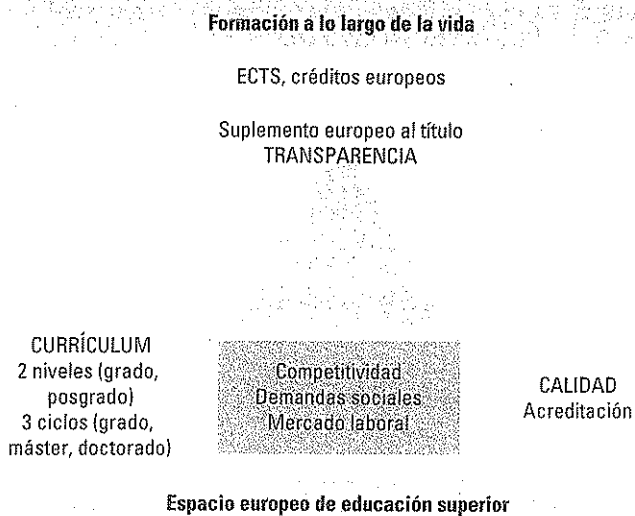 Formación a lo largo de la vida
ECTS, créditos europeos
Suplemento europeo al título
TRANSPARENCIA
CURRÍCULUM
2 niveles (grado,
posgrado)
3 ciclos (grado,
máster, doctorado)
Competitividad
Demandas sociales
Mercado laboral
CALIDAD
Acreditación
Espacio europeo de educación superior